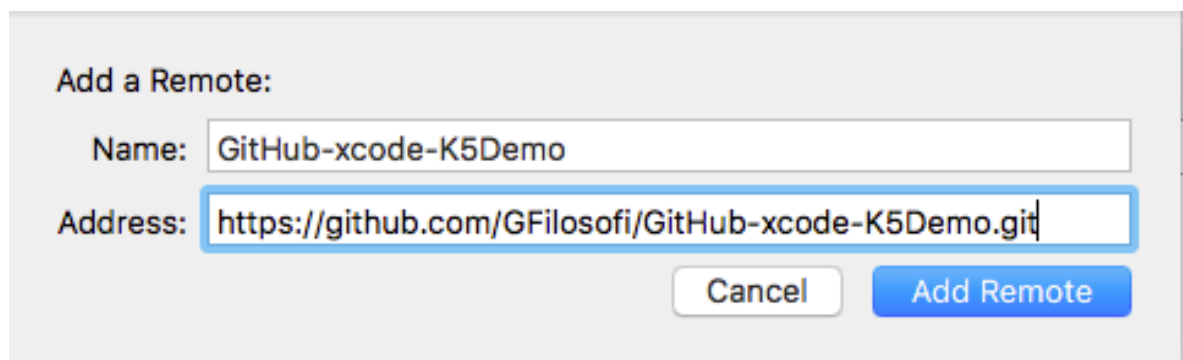 Add a Remote:
Name: GitHub-xcode-K5Demo
Address: https://github.com/GFilosofi/GitHub-xcode-K5Demo.git
Cancel Add Remote